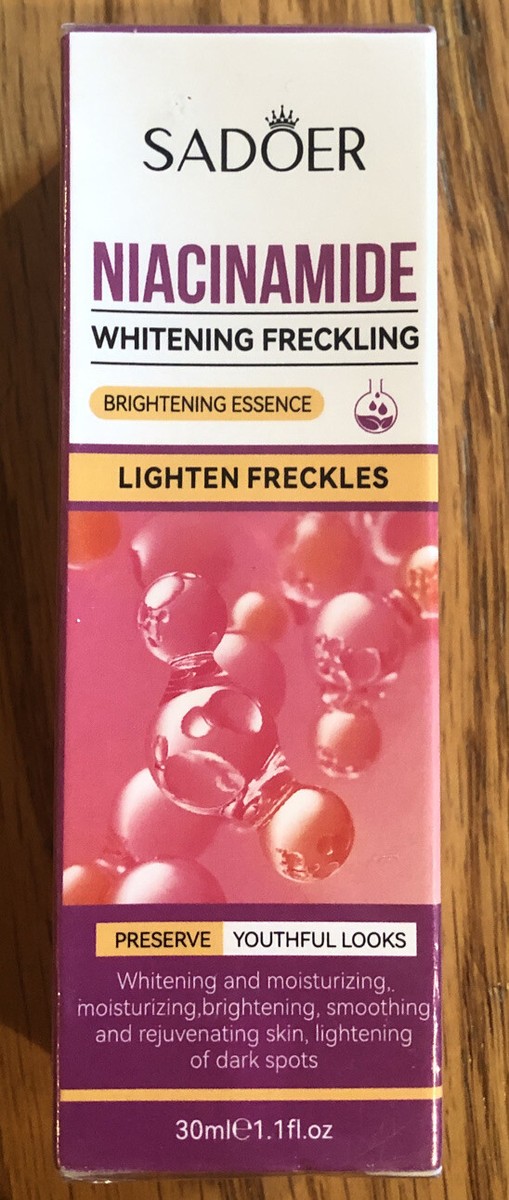 SADOER
NIACINAMIDE
WHITENING FRECKLING
BRIGHTENING ESSENCE
LIGHTEN FRECKLES
PRESERVE YOUTHFUL LOOKS
Whitening and moisturizing,.
moisturizing,brightening, smoothing
and rejuvenating skin, lightening
of dark spots
30ml℮1.1fl.oz